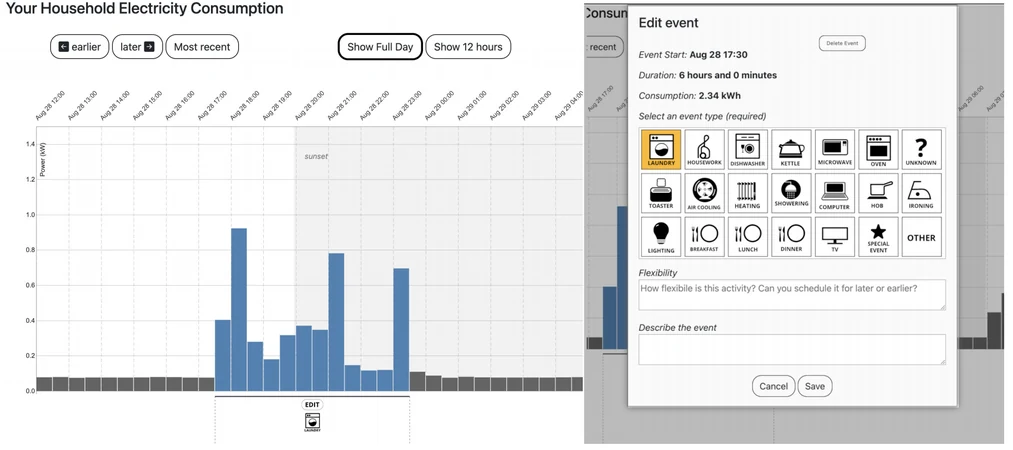 Your Household Electricity Consumption
earlier
later
Most recent
Show Full Day
Show 12 hours
Aug 28 12:00
Aug 28 13:00
Aug 28 14:00
Aug 28 15:00
Aug 28 16:00
Aug 28 17:00
Aug 28 18:00
Aug 28 19:00
Aug 28 20:00
Aug 28 21:00
Aug 28 22:00
Aug 28 23:00
Aug 29 00:00
Aug 29 01:00
Aug 29 02:00
Aug 29 03:00
Aug 29 04:00
Power (kW)
1.4
1.2
1.0
0.8
0.6
0.4
0.2
0.0
sunset
EDIT
LAUNDRY
Consum
recent
Aug 28 17:00
Edit event
Delete Event
Event Start: Aug 28 17:30
Duration: 6 hours and 0 minutes
Consumption: 2.34 kWh
Select an event type (required)
LAUNDRY HOUSEWORK DISHWASHER KETTLE MICROWAVE OVEN UNKNOWN
TOASTER AIR COOLING HEATING SHOWERING COMPUTER HOB IRONING
LIGHTING BREAKFAST LUNCH DINNER TV SPECIAL EVENT OTHER
Flexibility
How flexibile is this activity? Can you schedule it for later or earlier?
Describe the event
Cancel
Save